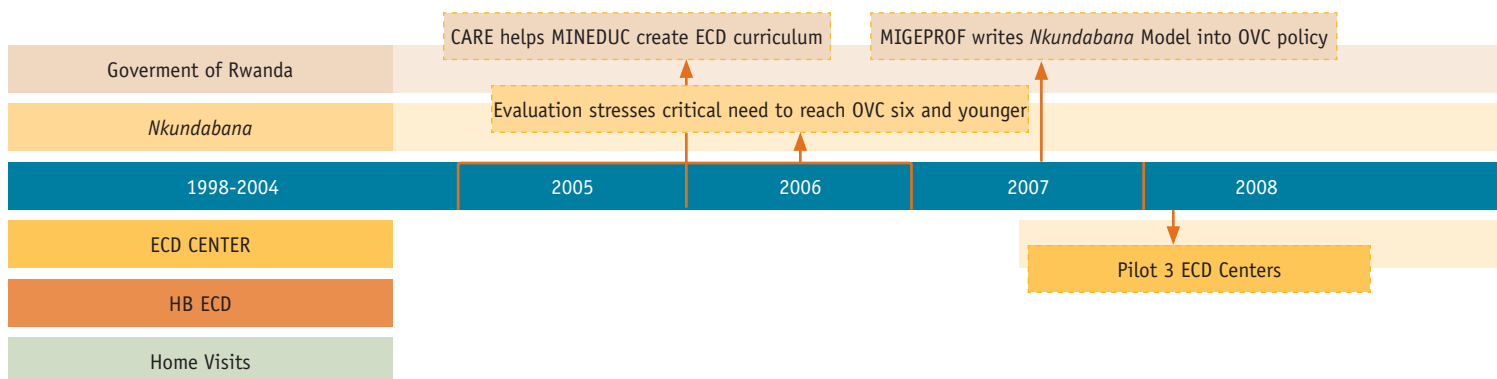 CARE helps MINEDUC create ECD curriculum
MIGEPROF writes Nkundabana Model into OVC policy
Goverment of Rwanda
Evaluation stresses critical need to reach OVC six and younger
Nkundabana
1998-2004
2005
2006
2007
2008
ECD CENTER
Pilot 3 ECD Centers
HB ECD
Home Visits